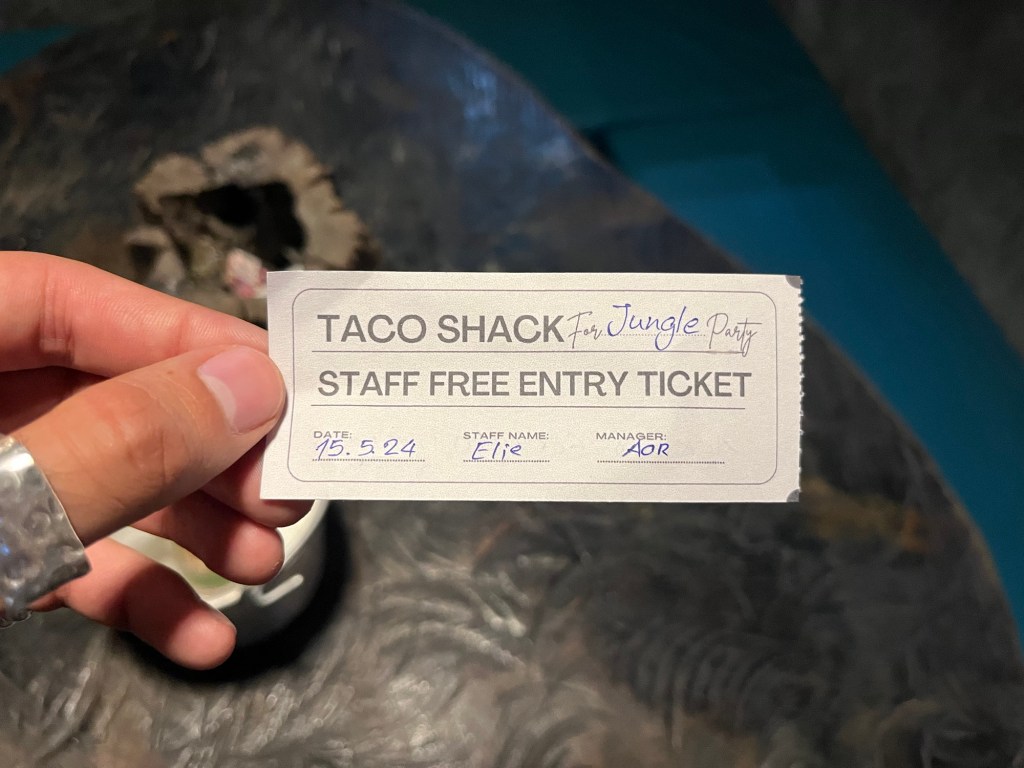 TACO SHACK For Jungle Party
STAFF FREE ENTRY TICKET
DATE: 15.5.24 STAFF NAME: Elie MANAGER: AOR